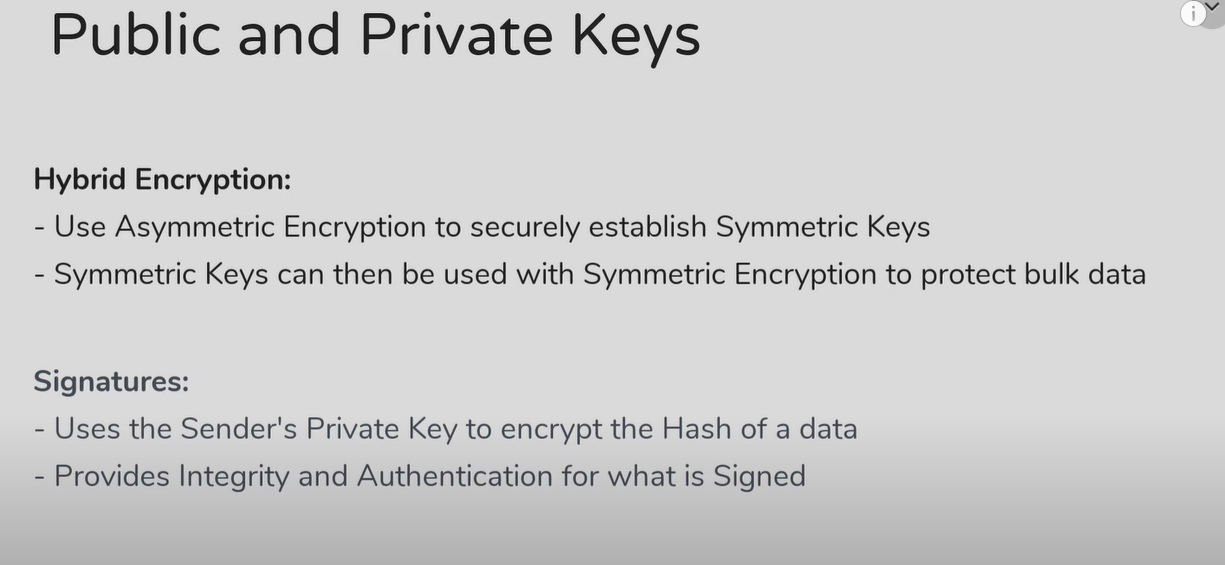 Public and Private Keys
Hybrid Encryption:
- Use Asymmetric Encryption to securely establish Symmetric Keys
- Symmetric Keys can then be used with Symmetric Encryption to protect bulk data
Signatures:
- Uses the Sender's Private Key to encrypt the Hash of a data
- Provides Integrity and Authentication for what is Signed